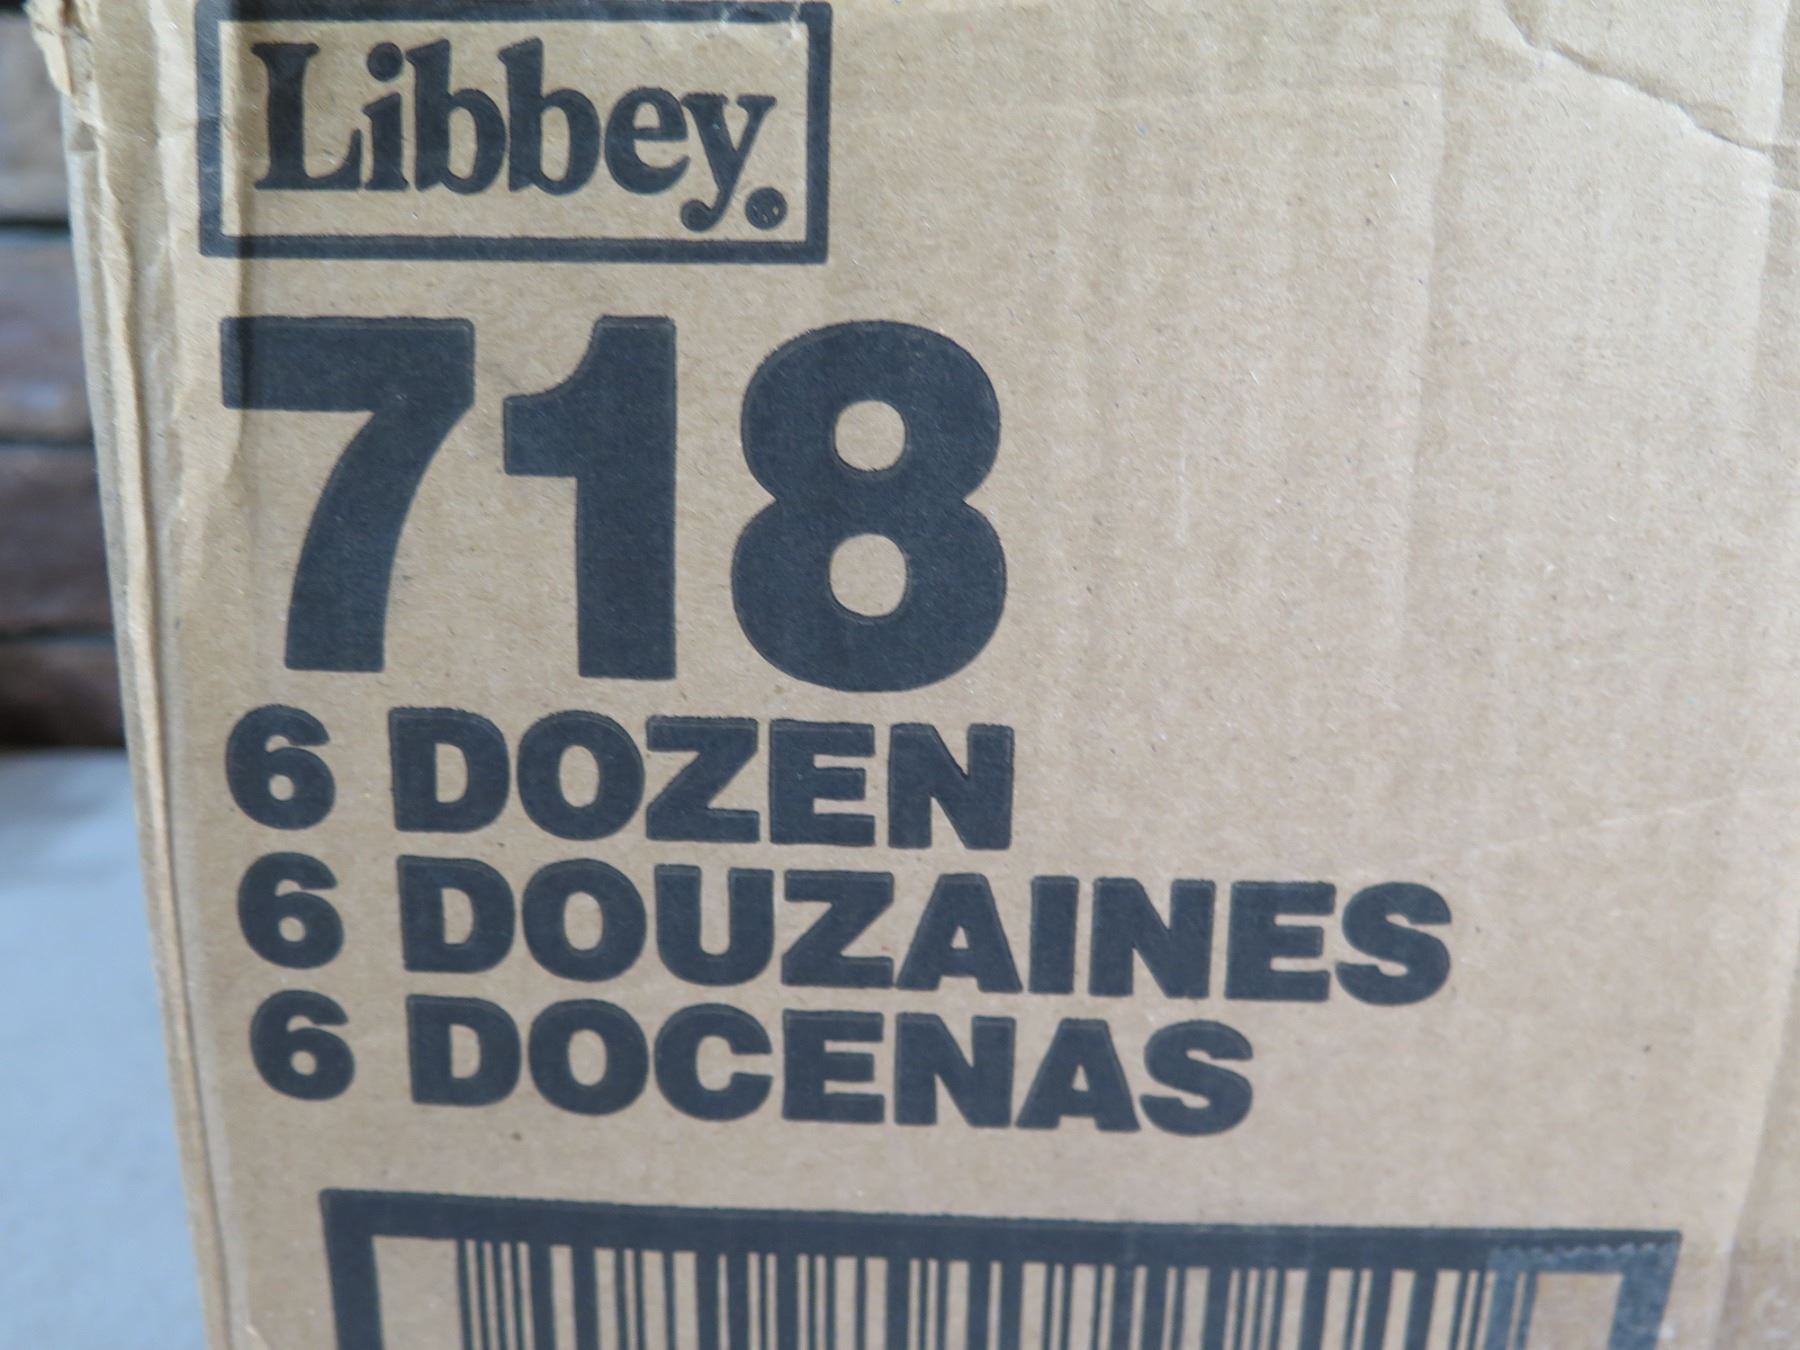 Libbey®
718
6 DOZEN
6 DOUZAINES
6 DOCENAS